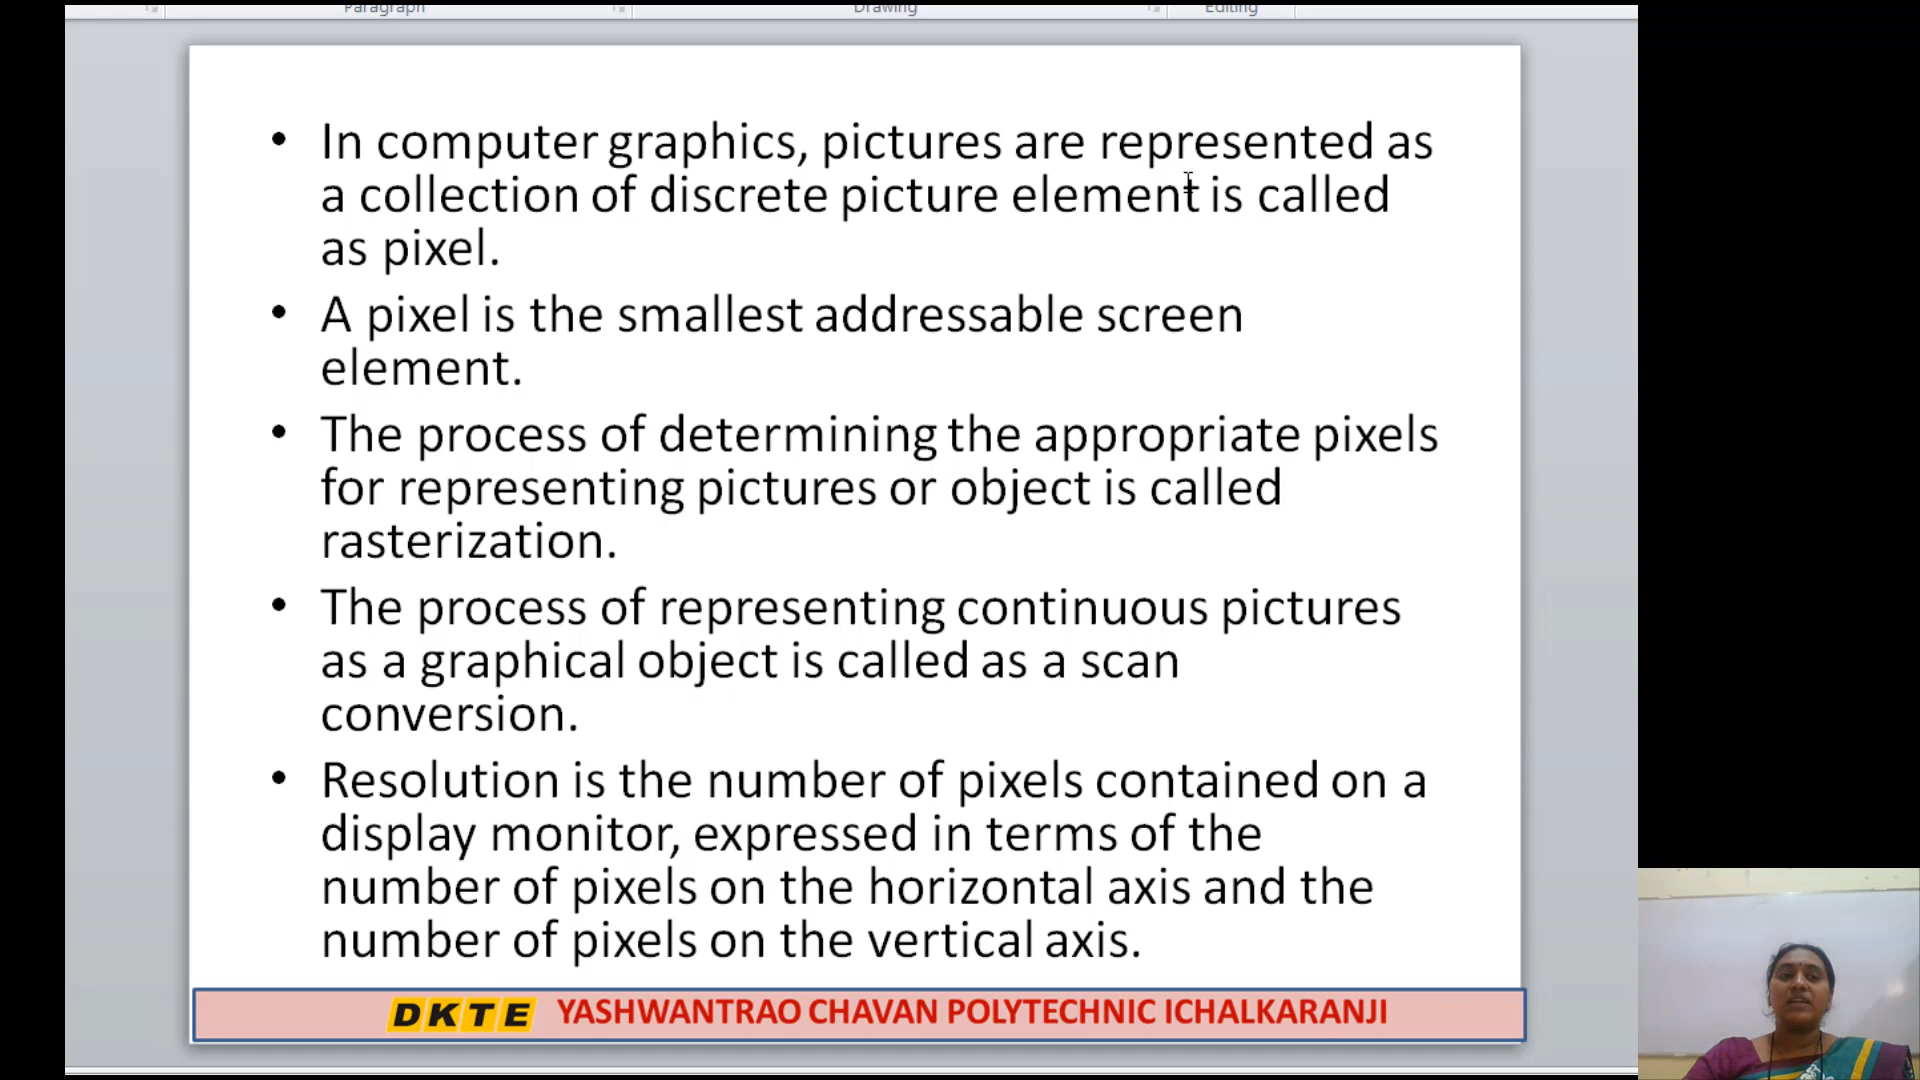 Paragraph Drawing Editing
• In computer graphics, pictures are represented as
a collection of discrete picture element is called
as pixel.
• A pixel is the smallest addressable screen
element.
• The process of determining the appropriate pixels
for representing pictures or object is called
rasterization.
• The process of representing continuous pictures
as a graphical object is called as a scan
conversion.
• Resolution is the number of pixels contained on a
display monitor, expressed in terms of the
number of pixels on the horizontal axis and the
number of pixels on the vertical axis.
DKTE YASHWANTRAO CHAVAN POLYTECHNIC ICHALKARANJI